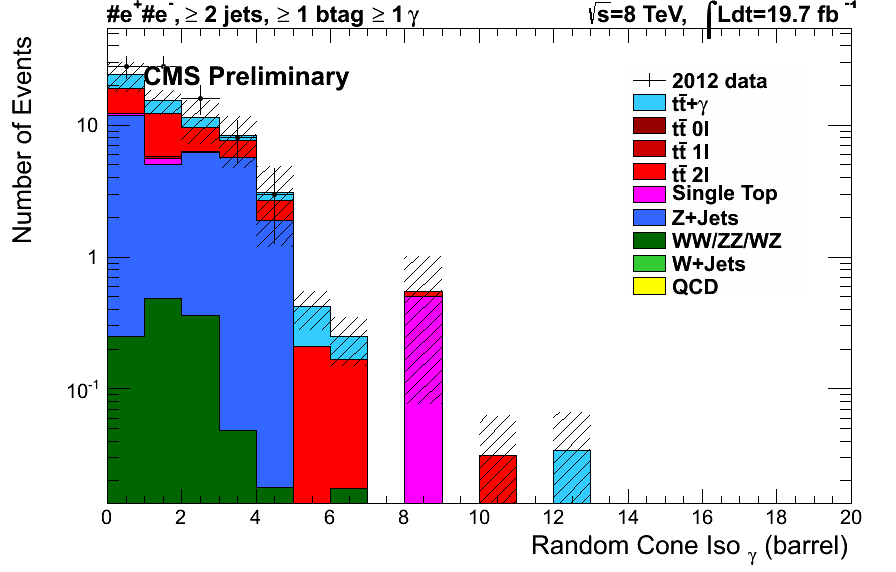 #e⁺#e⁻, ≥ 2 jets, ≥ 1 btag ≥ 1 γ
√s=8 TeV, ∫Ldt=19.7 fb⁻¹
CMS Preliminary
2012 data
tt̄+γ
tt̄ 0l
tt̄ 1l
tt̄ 2l
Single Top
Z+Jets
WW/ZZ/WZ
W+Jets
QCD
Number of Events
10
1
10⁻¹
0 2 4 6 8 10 12 14 16 18 20
Random Cone Iso γ (barrel)